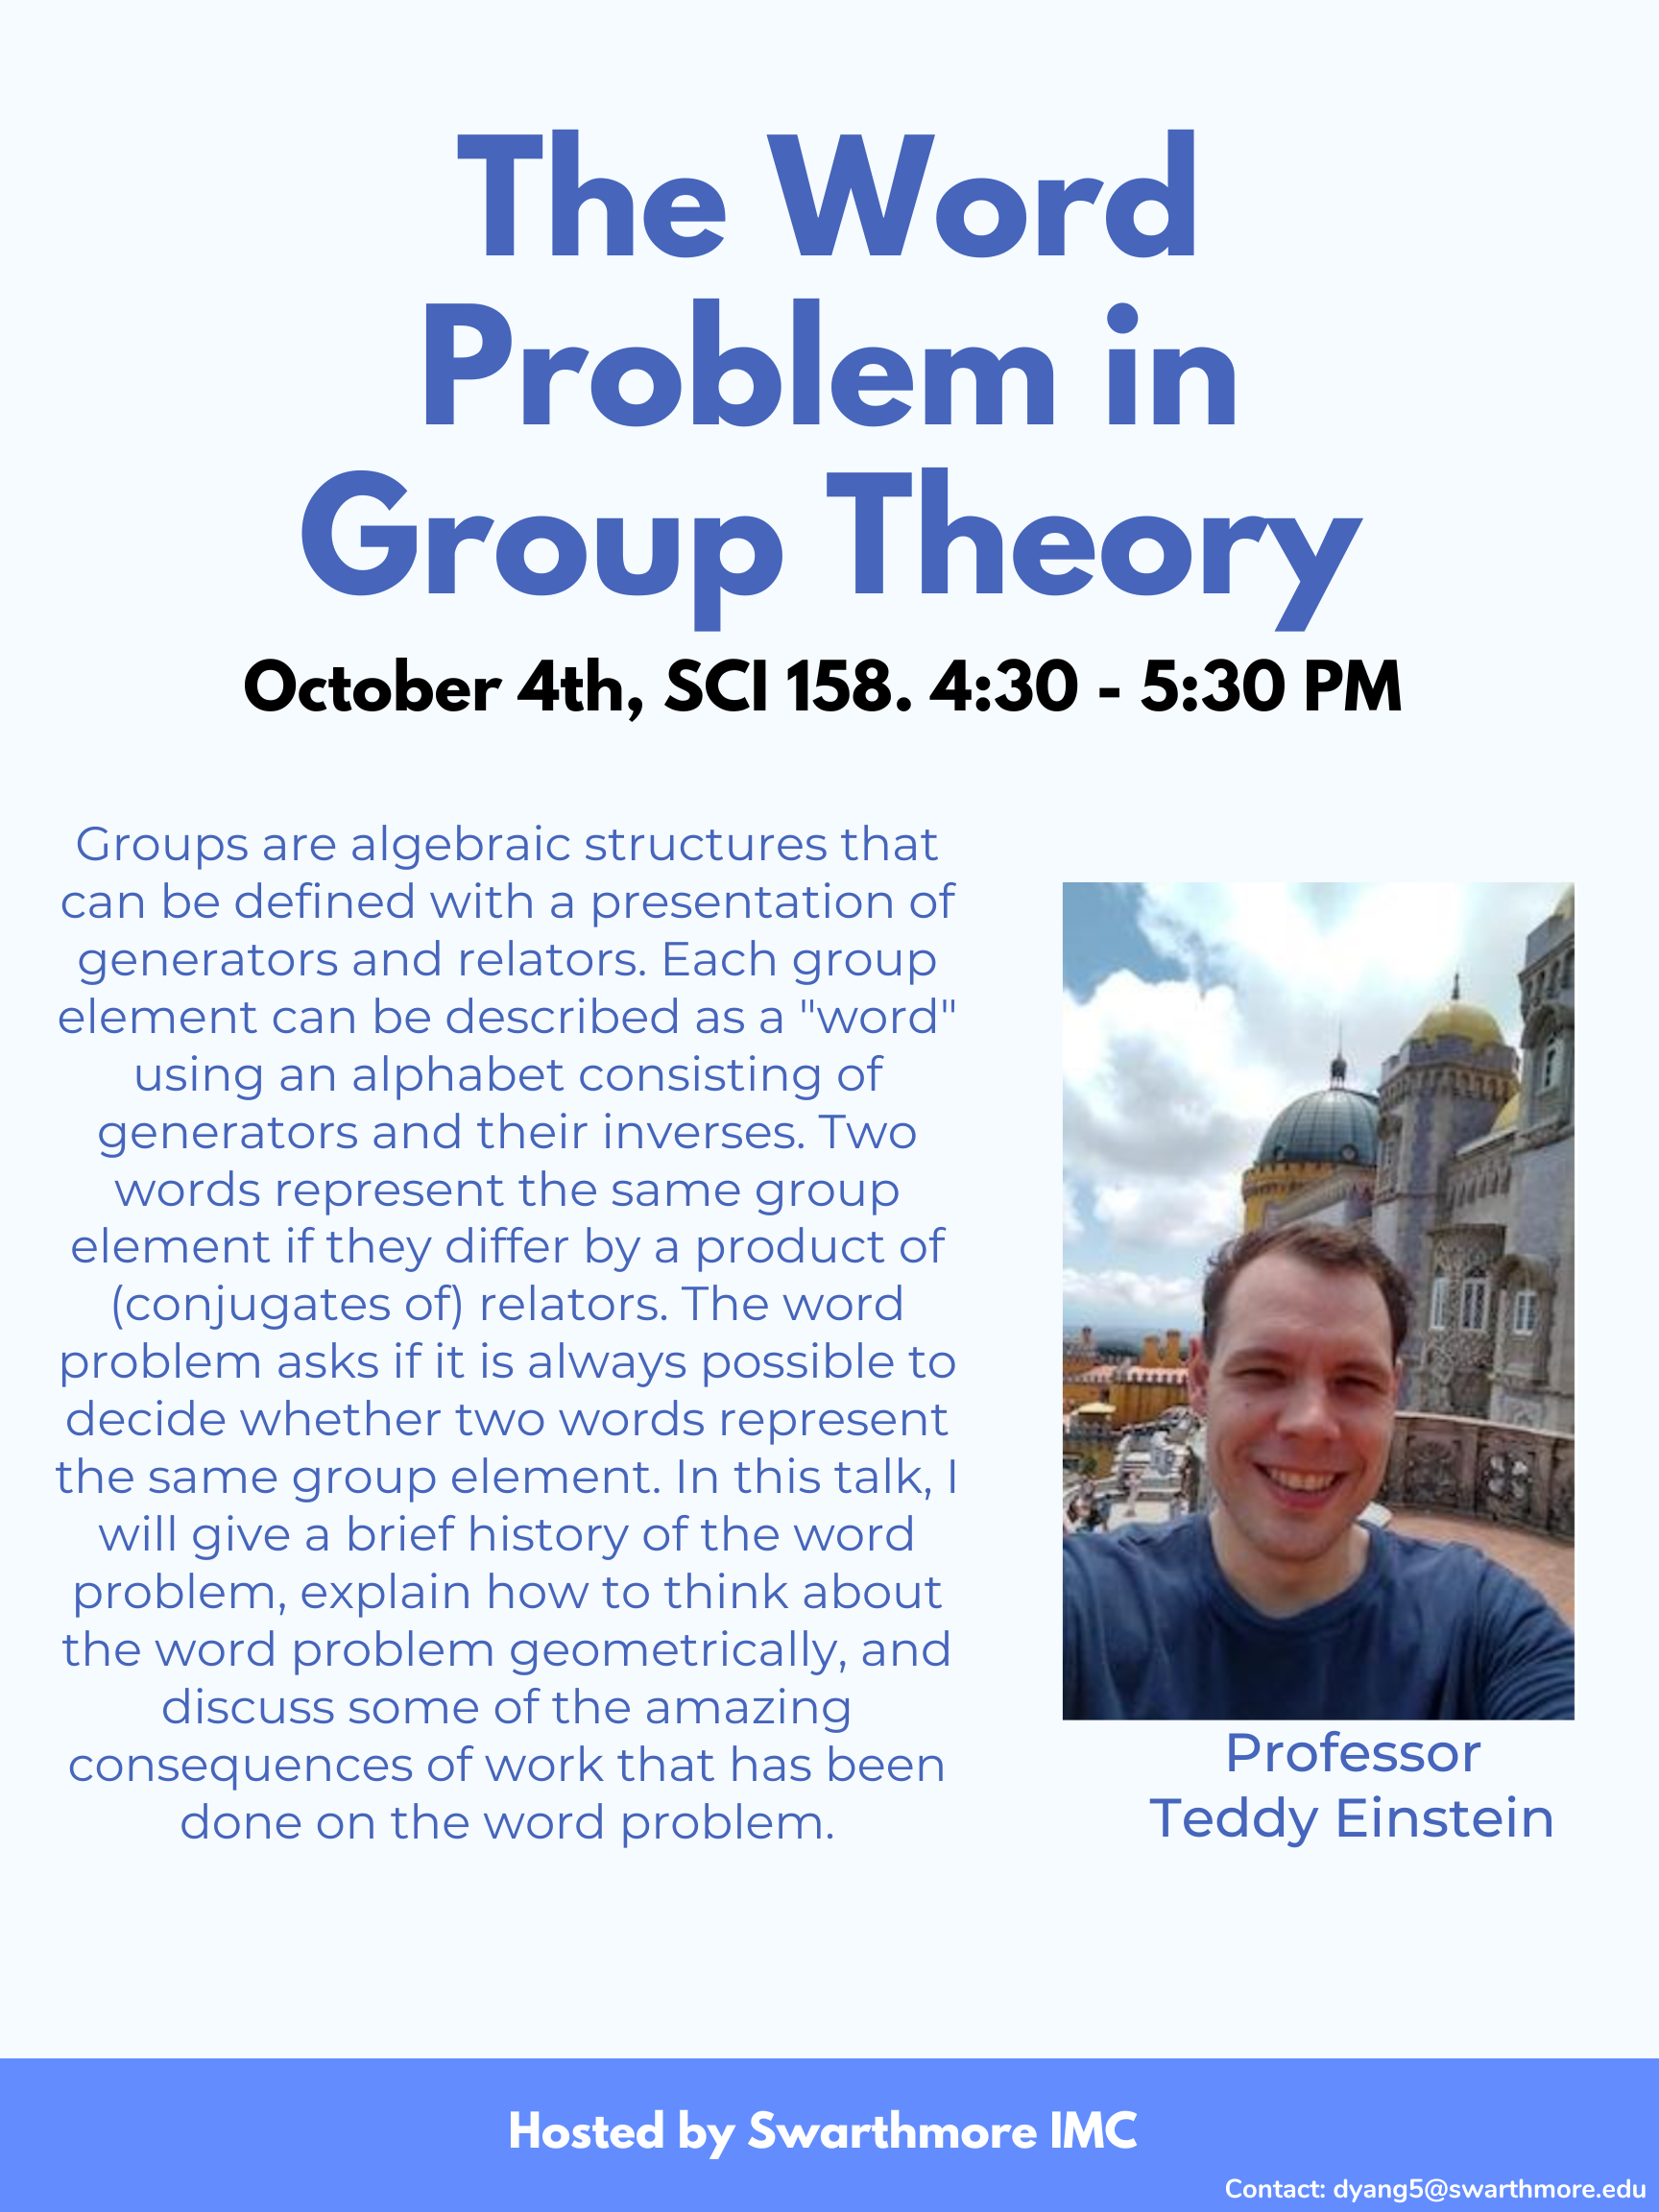 The Word
Problem in
Group Theory
October 4th, SCI 158. 4:30 - 5:30 PM
Groups are algebraic structures that
can be defined with a presentation of
generators and relators. Each group
element can be described as a "word"
using an alphabet consisting of
generators and their inverses. Two
words represent the same group
element if they differ by a product of
(conjugates of) relators. The word
problem asks if it is always possible to
decide whether two words represent
the same group element. In this talk, I
will give a brief history of the word
problem, explain how to think about
the word problem geometrically, and
discuss some of the amazing
consequences of work that has been
done on the word problem.
Professor
Teddy Einstein
Hosted by Swarthmore IMC
Contact: dyang5@swarthmore.edu